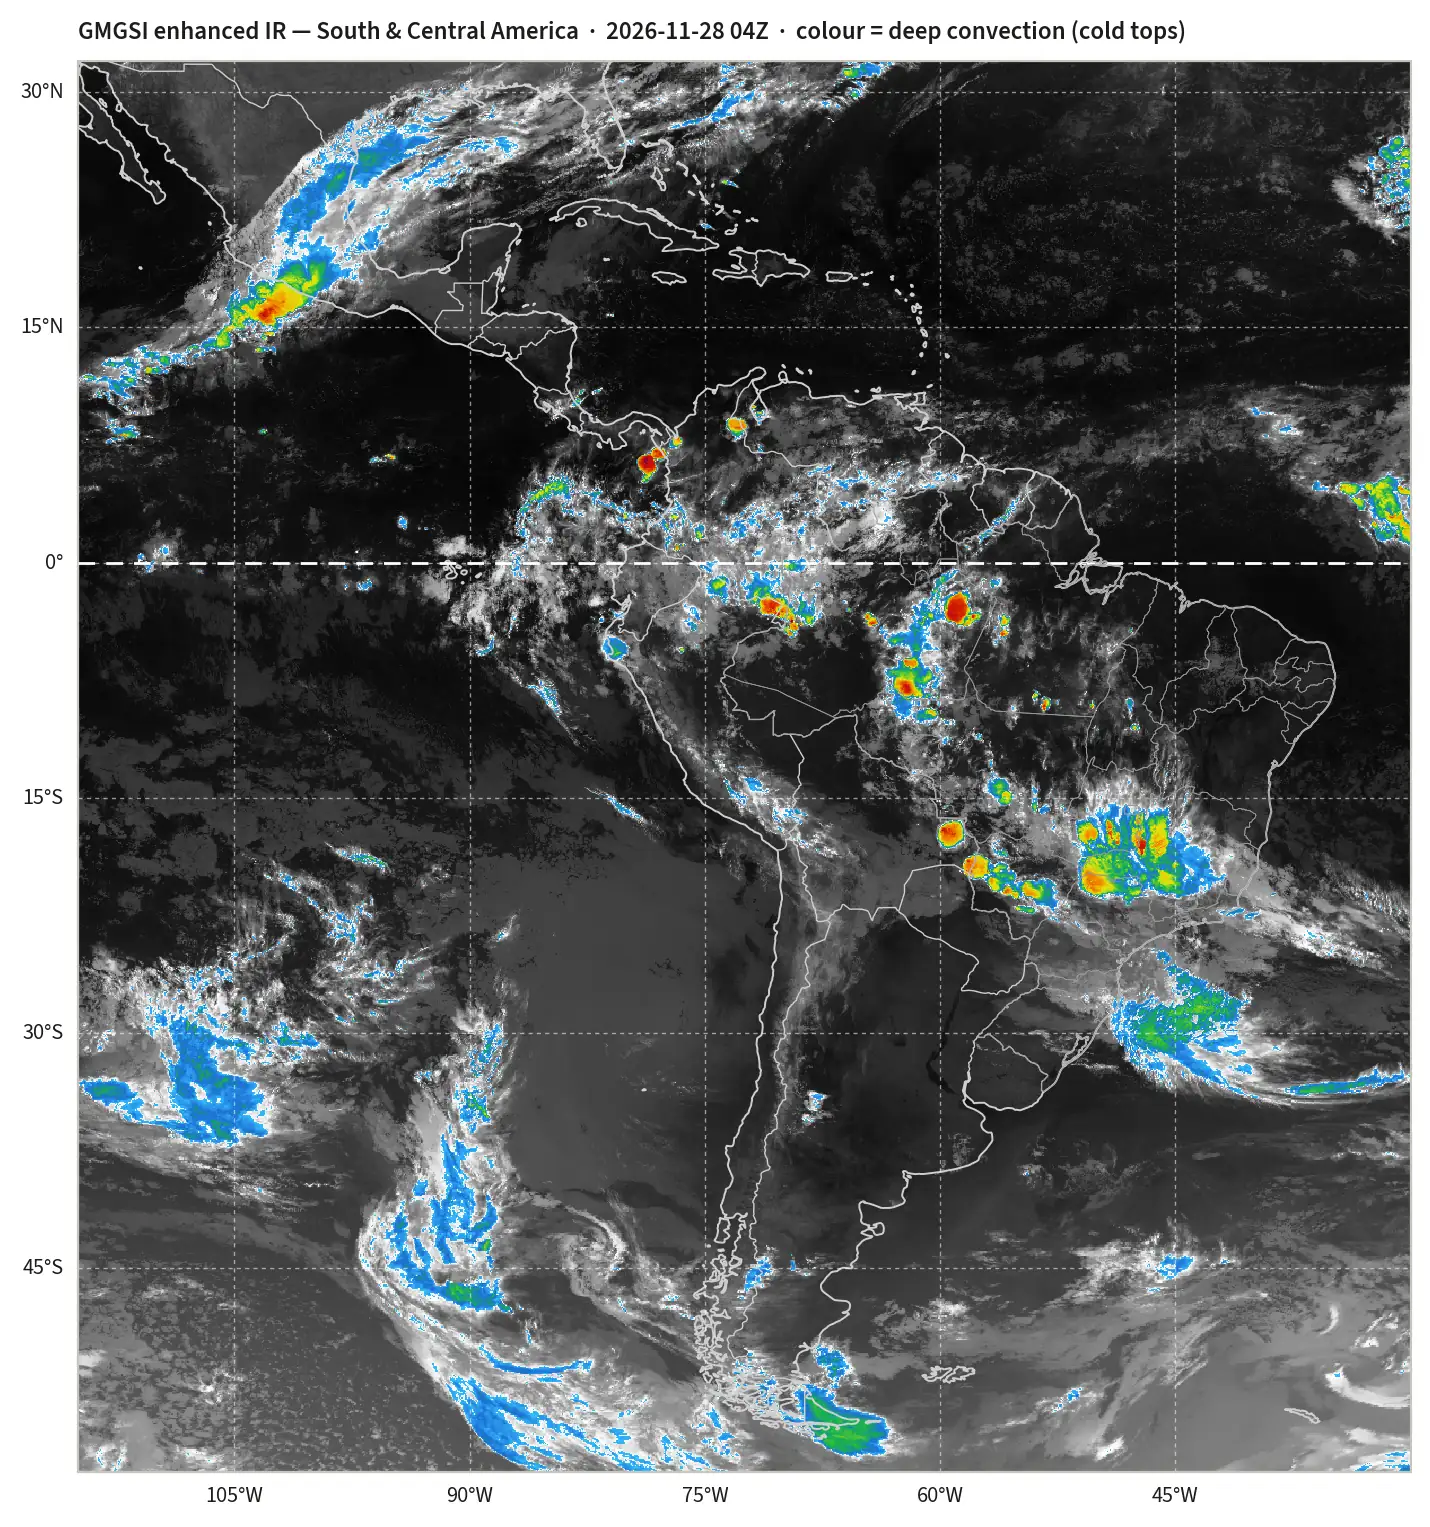 GMGSI enhanced IR — South & Central America · 2026-11-28 04Z · colour = deep convection (cold tops)
30°N
15°N
0°
15°S
30°S
45°S
105°W
90°W
75°W
60°W
45°W